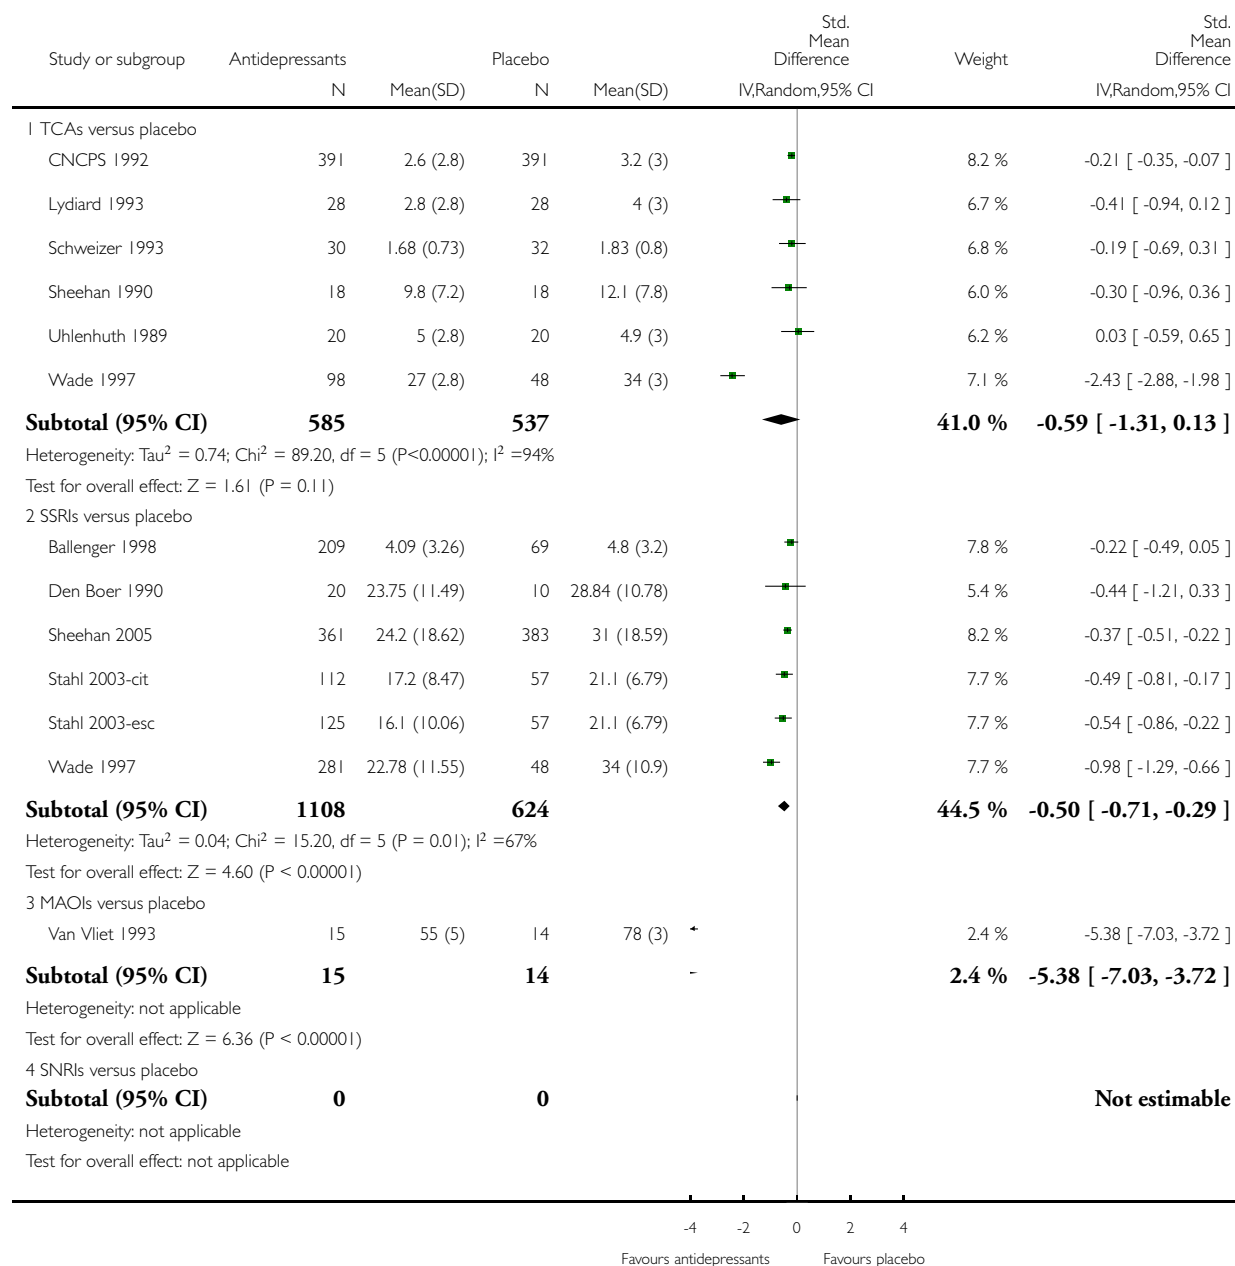 Study or subgroup Antidepressants Placebo Std. Mean Difference Weight Std. Mean Difference
N Mean(SD) N Mean(SD) IV,Random,95% CI IV,Random,95% CI
1 TCAs versus placebo
CNCPS 1992 391 2.6 (2.8) 391 3.2 (3) 8.2 % -0.21 [ -0.35, -0.07 ]
Lydiard 1993 28 2.8 (2.8) 28 4 (3) 6.7 % -0.41 [ -0.94, 0.12 ]
Schweizer 1993 30 1.68 (0.73) 32 1.83 (0.8) 6.8 % -0.19 [ -0.69, 0.31 ]
Sheehan 1990 18 9.8 (7.2) 18 12.1 (7.8) 6.0 % -0.30 [ -0.96, 0.36 ]
Uhlenhuth 1989 20 5 (2.8) 20 4.9 (3) 6.2 % 0.03 [ -0.59, 0.65 ]
Wade 1997 98 27 (2.8) 48 34 (3) 7.1 % -2.43 [ -2.88, -1.98 ]
Subtotal (95% CI) 585 537 41.0 % -0.59 [ -1.31, 0.13 ]
Heterogeneity: Tau² = 0.74; Chi² = 89.20, df = 5 (P<0.00001); I² =94%
Test for overall effect: Z = 1.61 (P = 0.11)
2 SSRIs versus placebo
Ballenger 1998 209 4.09 (3.26) 69 4.8 (3.2) 7.8 % -0.22 [ -0.49, 0.05 ]
Den Boer 1990 20 23.75 (11.49) 10 28.84 (10.78) 5.4 % -0.44 [ -1.21, 0.33 ]
Sheehan 2005 361 24.2 (18.62) 383 31 (18.59) 8.2 % -0.37 [ -0.51, -0.22 ]
Stahl 2003-cit 112 17.2 (8.47) 57 21.1 (6.79) 7.7 % -0.49 [ -0.81, -0.17 ]
Stahl 2003-esc 125 16.1 (10.06) 57 21.1 (6.79) 7.7 % -0.54 [ -0.86, -0.22 ]
Wade 1997 281 22.78 (11.55) 48 34 (10.9) 7.7 % -0.98 [ -1.29, -0.66 ]
Subtotal (95% CI) 1108 624 44.5 % -0.50 [ -0.71, -0.29 ]
Heterogeneity: Tau² = 0.04; Chi² = 15.20, df = 5 (P = 0.01); I² =67%
Test for overall effect: Z = 4.60 (P < 0.00001)
3 MAOIs versus placebo
Van Vliet 1993 15 55 (5) 14 78 (3) 2.4 % -5.38 [ -7.03, -3.72 ]
Subtotal (95% CI) 15 14 2.4 % -5.38 [ -7.03, -3.72 ]
Heterogeneity: not applicable
Test for overall effect: Z = 6.36 (P < 0.00001)
4 SNRIs versus placebo
Subtotal (95% CI) 0 0 Not estimable
Heterogeneity: not applicable
Test for overall effect: not applicable
-4 -2 0 2 4
Favours antidepressants Favours placebo